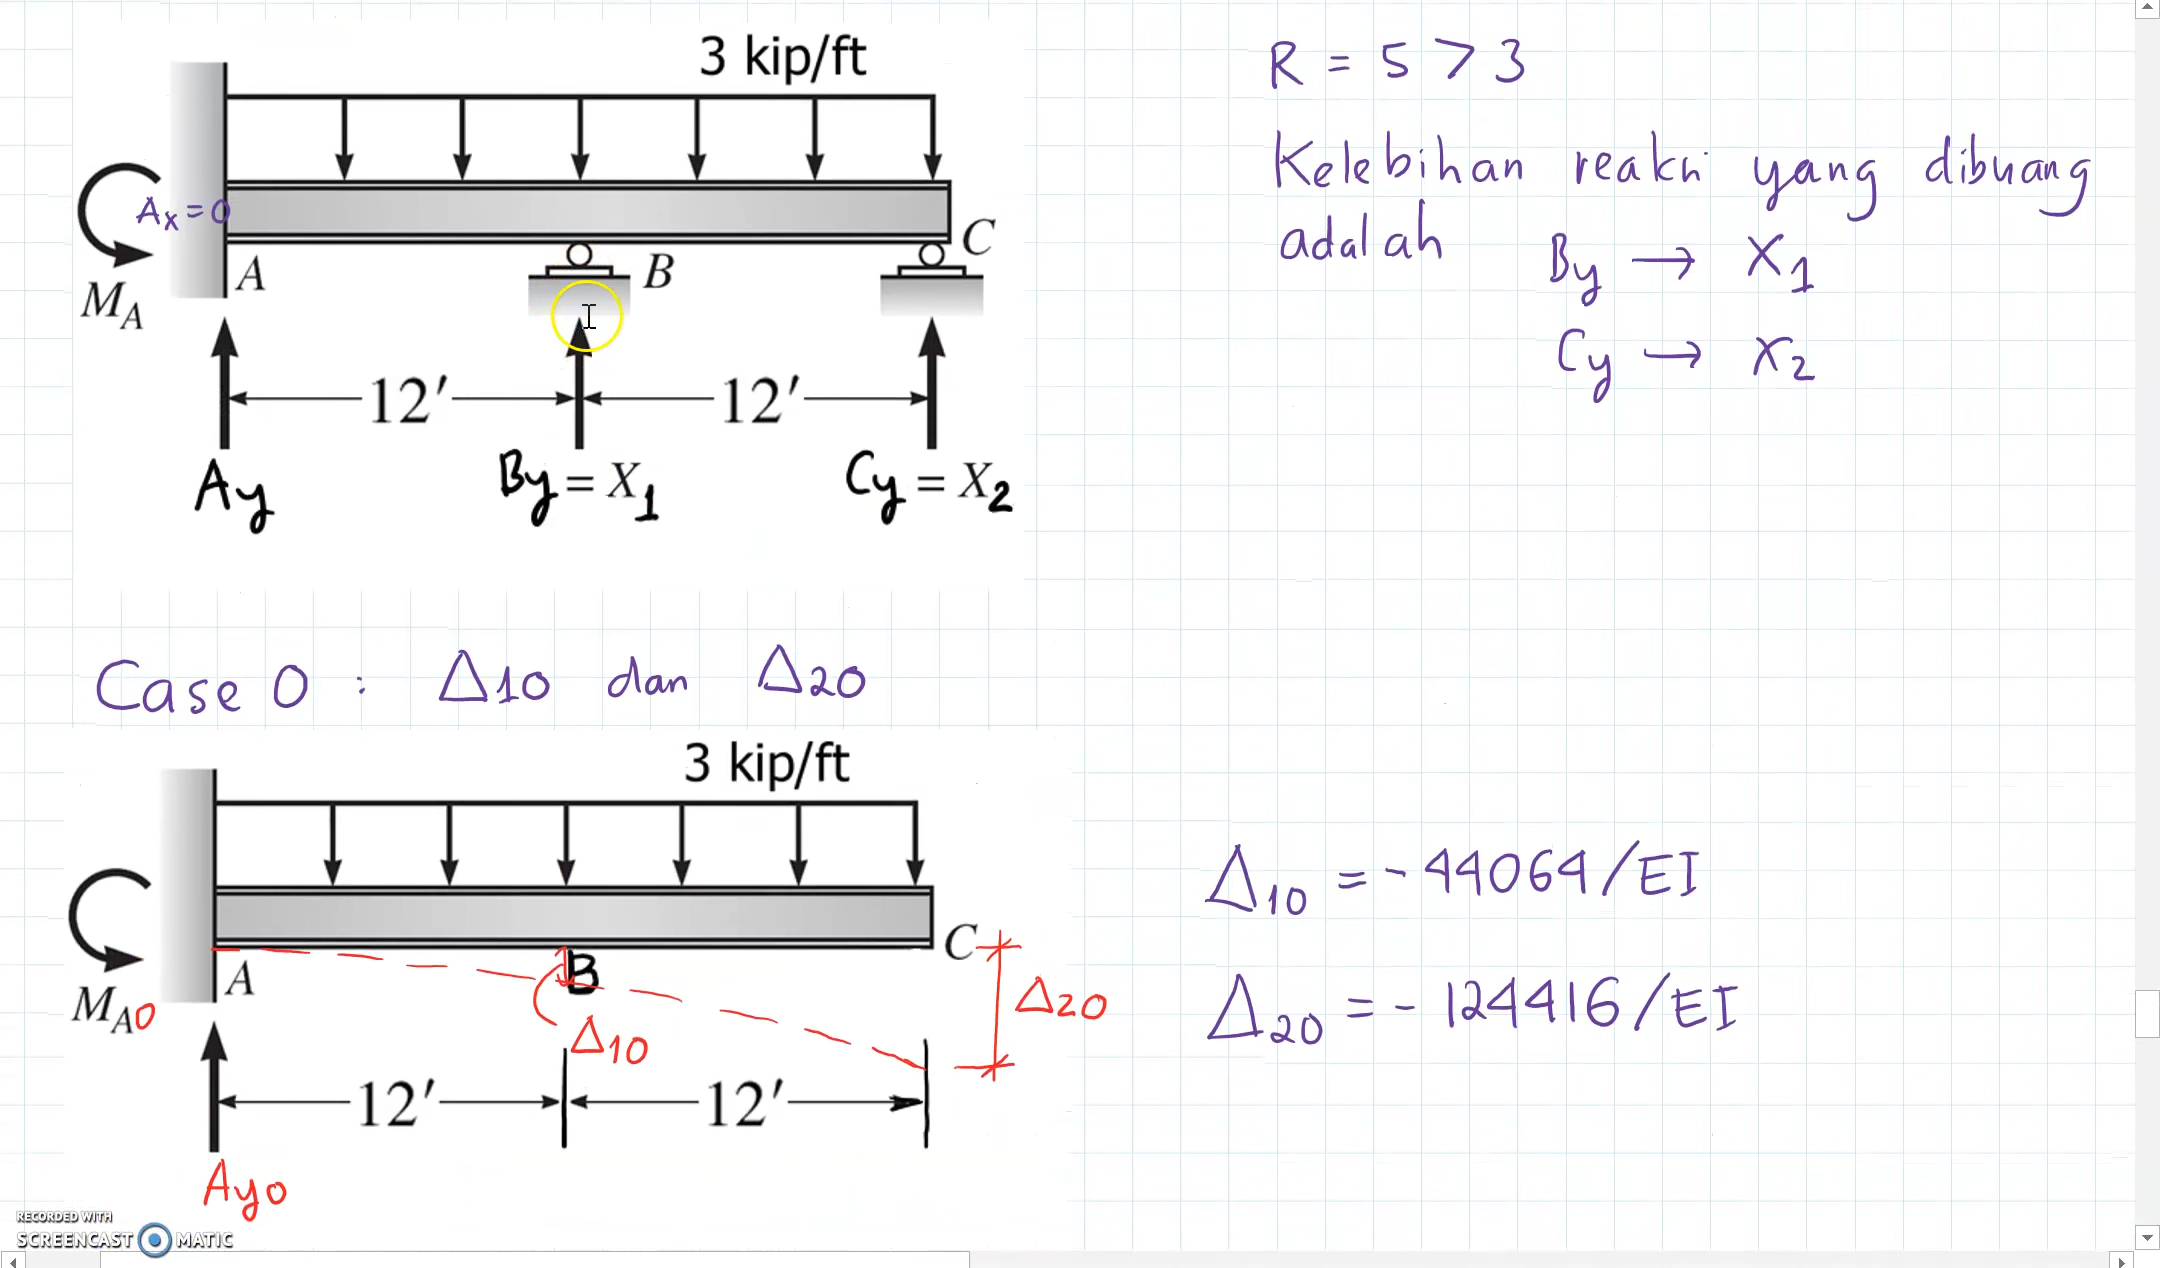 3 kip/ft
R = 5 > 3
Kelebihan reaksi yang dibuang
adalah By → X1
Cy → X2
Ax = 0
MA
A
B
C
12′ 12′
Ay
By = X1
Cy = X2
Case 0 : Δ10 dan Δ20
3 kip/ft
Δ10 = - 44064/EI
Δ20 = - 124416/EI
MA0
A
B
C
Δ10
Δ20
12′ 12′
Ay0
RECORDED WITH
SCREENCAST MATIC